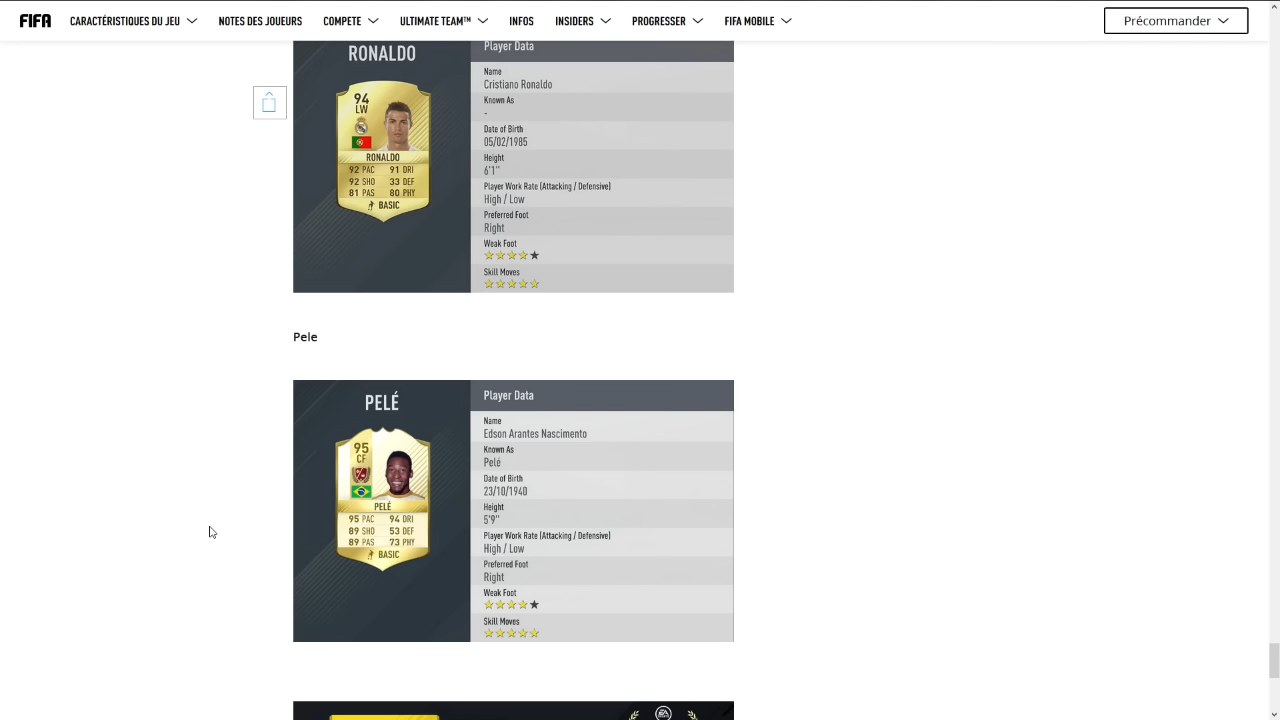 FIFA CARACTÉRISTIQUES DU JEU NOTES DES JOUEURS COMPETE ULTIMATE TEAM™ INFOS INSIDERS PROGRESSER FIFA MOBILE Précommander
RONALDO
94
LW
RONALDO
92 PAC 91 DRI
92 SHO 33 DEF
81 PAS 80 PHY
BASIC
Player Data
Name
Cristiano Ronaldo
Known As
-
Date of Birth
05/02/1985
Height
6'1"
Player Work Rate (Attacking / Defensive)
High / Low
Preferred Foot
Right
Weak Foot
Skill Moves
Pele
PELÉ
95
CF
PELÉ
95 PAC 94 DRI
89 SHO 53 DEF
89 PAS 73 PHY
BASIC
Player Data
Name
Edson Arantes Nascimento
Known As
Pelé
Date of Birth
23/10/1940
Height
5'9"
Player Work Rate (Attacking / Defensive)
High / Low
Preferred Foot
Right
Weak Foot
Skill Moves
EA